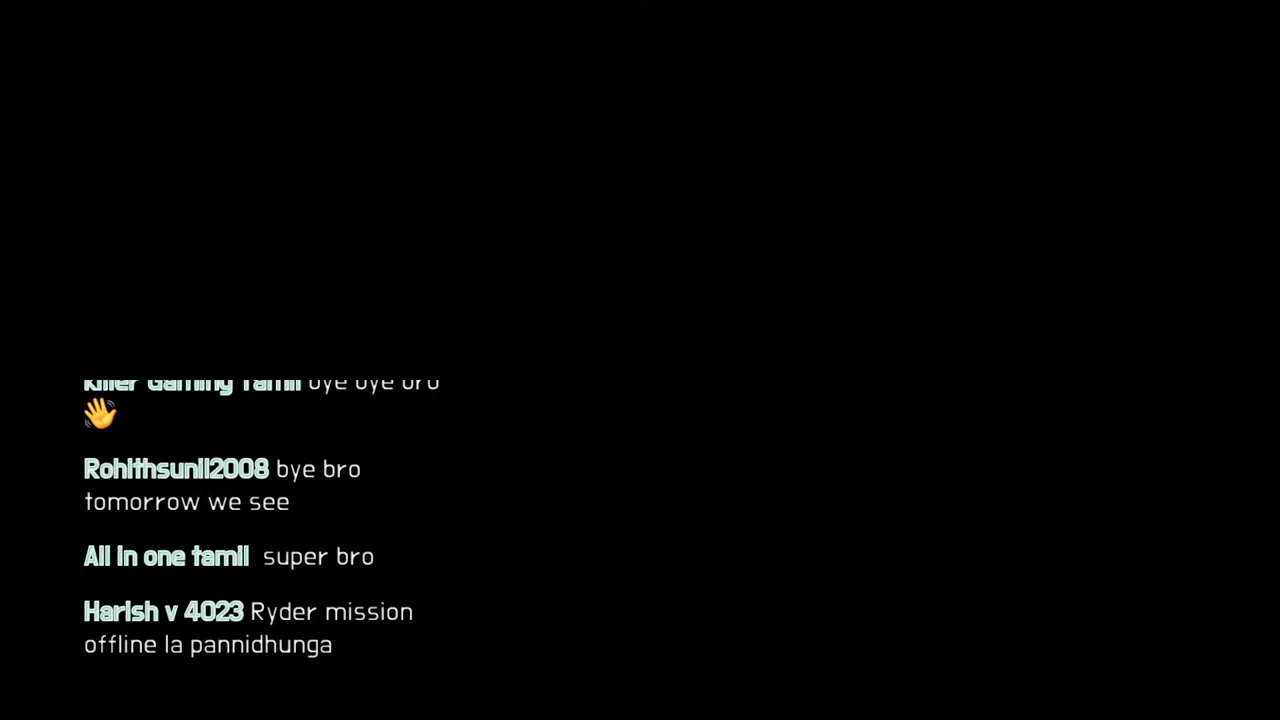 Killer Gaming Tamil bye bye bro
👋
Rohithsunil2008 bye bro
tomorrow we see
All in one tamil super bro
Harish v 4023 Ryder mission
offline la pannidhunga